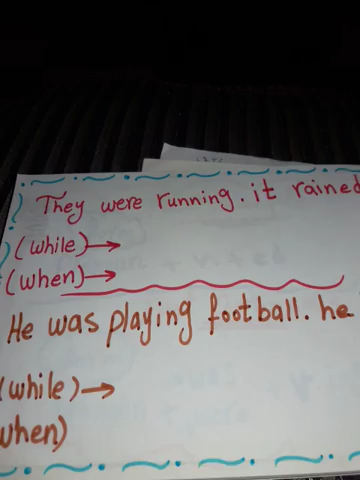 They were running. it rained
(while)→
(when)→
He was playing football. he
(while)→
when)